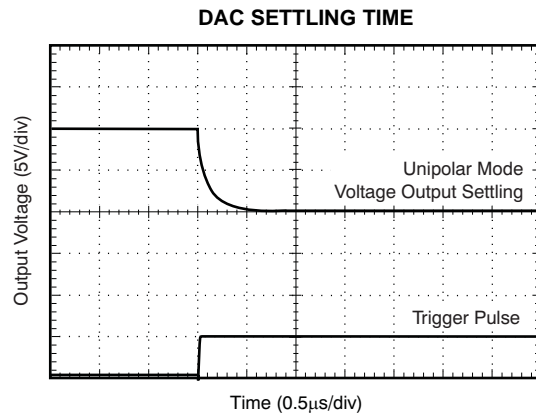 DAC SETTLING TIME
Output Voltage (5V/div)
Unipolar Mode
Voltage Output Settling
Trigger Pulse
Time (0.5μs/div)